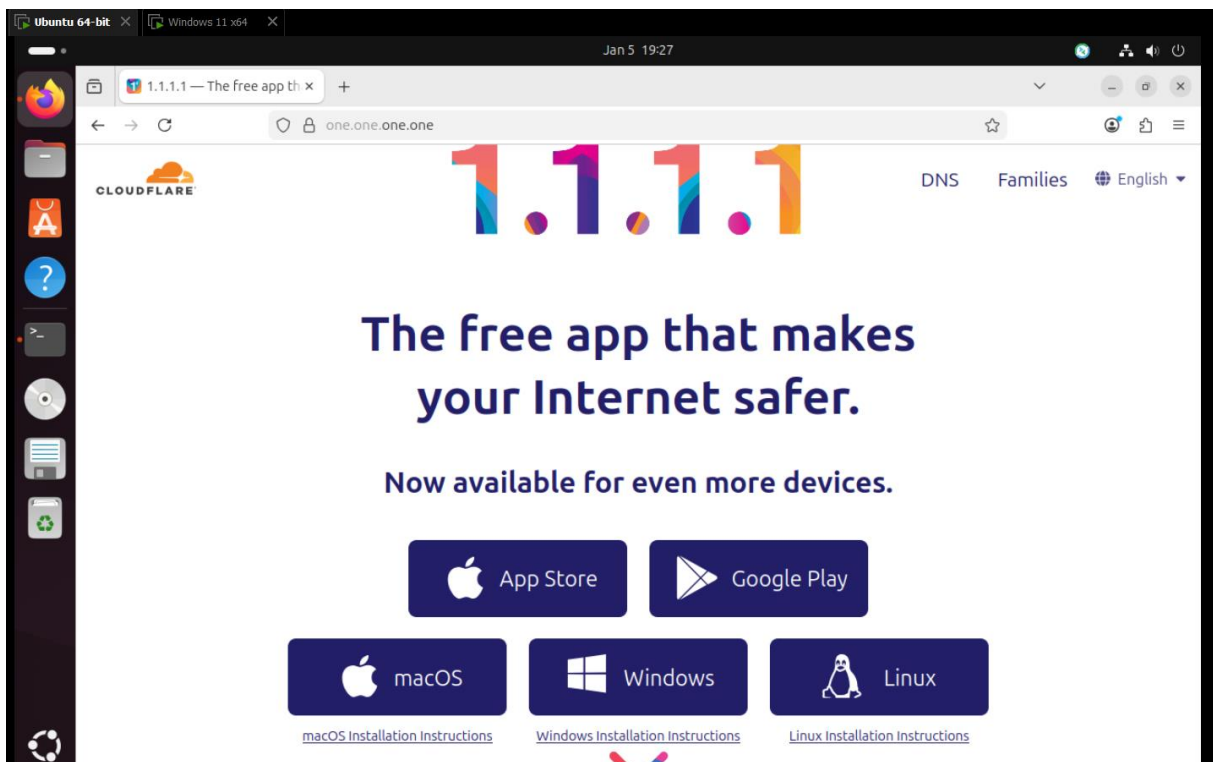 Ubuntu 64-bit
Windows 11 x64
Jan 5 19:27
1.1.1.1 — The free app th
one.one.one.one
CLOUDFLARE
1.1.1.1
DNS Families English
The free app that makes
your Internet safer.
Now available for even more devices.
App Store
Google Play
macOS
Windows
Linux
macOS Installation Instructions
Windows Installation Instructions
Linux Installation Instructions